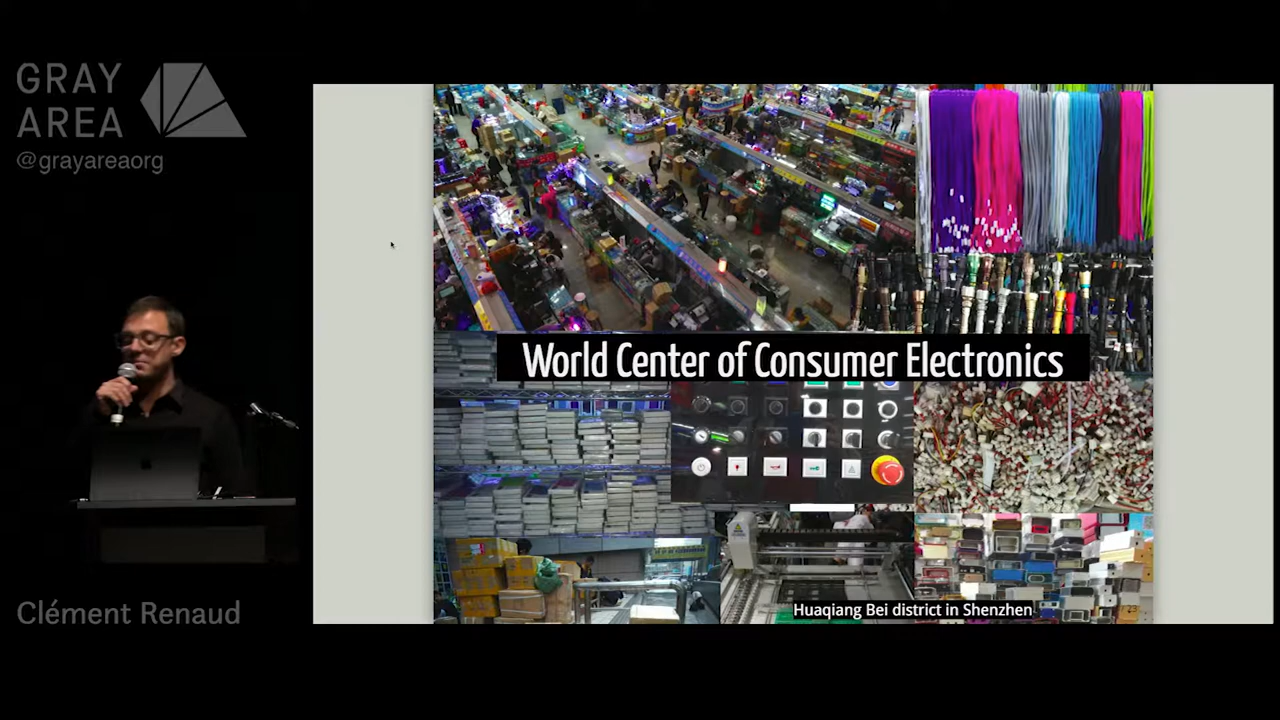 GRAY
AREA
@grayareaorg
World Center of Consumer Electronics
Huaqiang Bei district in Shenzhen
Clément Renaud